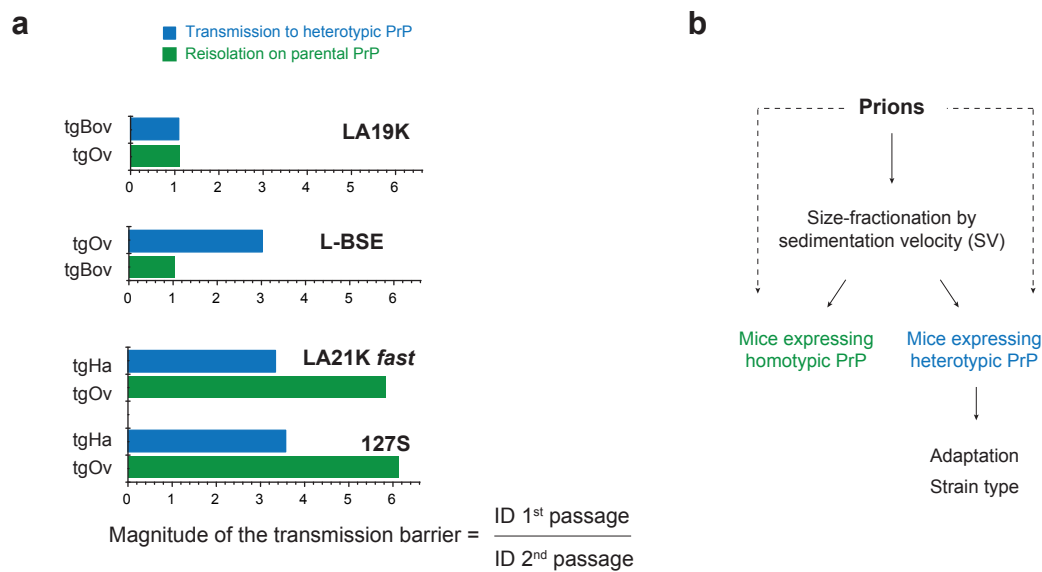 a
Transmission to heterotypic PrP
Reisolation on parental PrP
tgBov
tgOv
LA19K
0 1 2 3 4 5 6
tgOv
tgBov
L-BSE
0 1 2 3 4 5 6
tgHa
tgOv
LA21K fast
tgHa
tgOv
127S
0 1 2 3 4 5 6
Magnitude of the transmission barrier =
ID 1st passage
ID 2nd passage
b
Prions
Size-fractionation by
sedimentation velocity (SV)
Mice expressing
homotypic PrP
Mice expressing
heterotypic PrP
Adaptation
Strain type